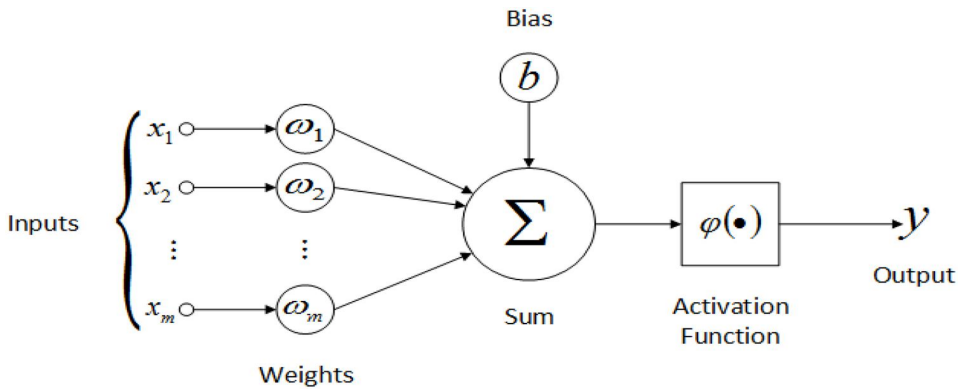 Bias
b
x₁ ω₁
x₂ ω₂
Inputs
⋮ ⋮
Σ
φ(•)
y
Output
xₘ ωₘ
Sum
Activation
Function
Weights